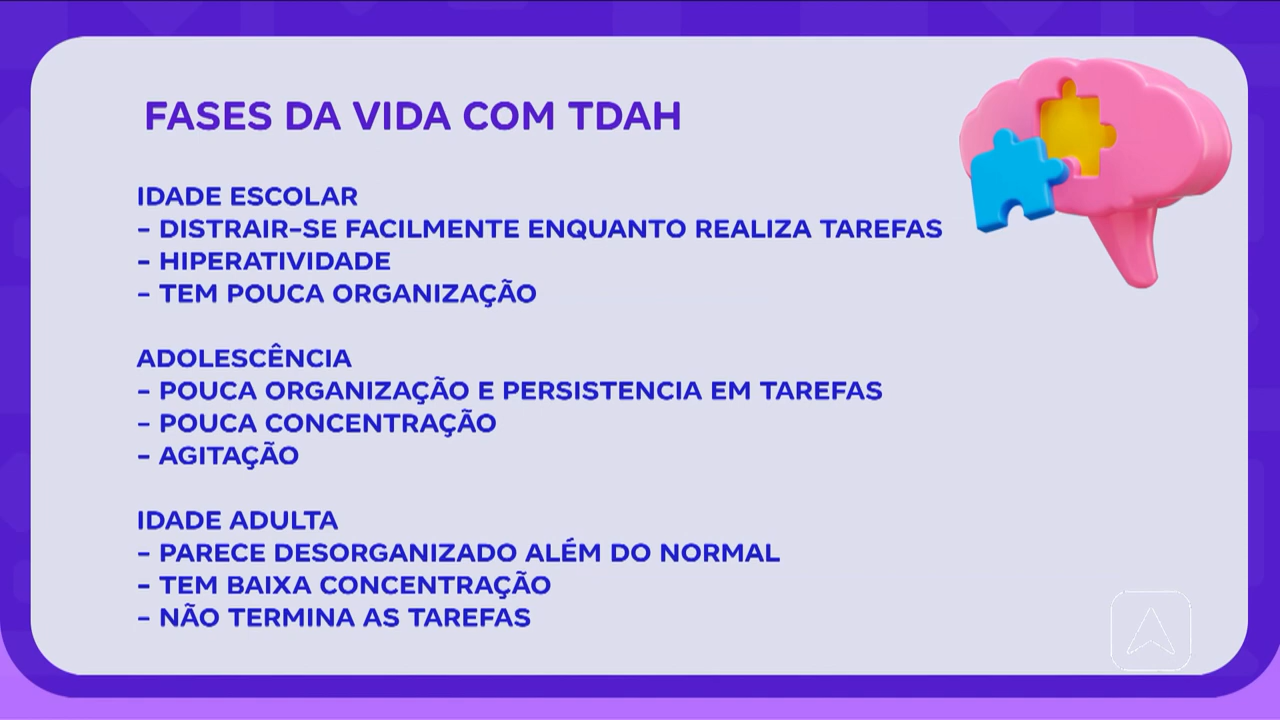 FASES DA VIDA COM TDAH
IDADE ESCOLAR
- DISTRAIR-SE FACILMENTE ENQUANTO REALIZA TAREFAS
- HIPERATIVIDADE
- TEM POUCA ORGANIZAÇÃO
ADOLESCÊNCIA
- POUCA ORGANIZAÇÃO E PERSISTENCIA EM TAREFAS
- POUCA CONCENTRAÇÃO
- AGITAÇÃO
IDADE ADULTA
- PARECE DESORGANIZADO ALÉM DO NORMAL
- TEM BAIXA CONCENTRAÇÃO
- NÃO TERMINA AS TAREFAS